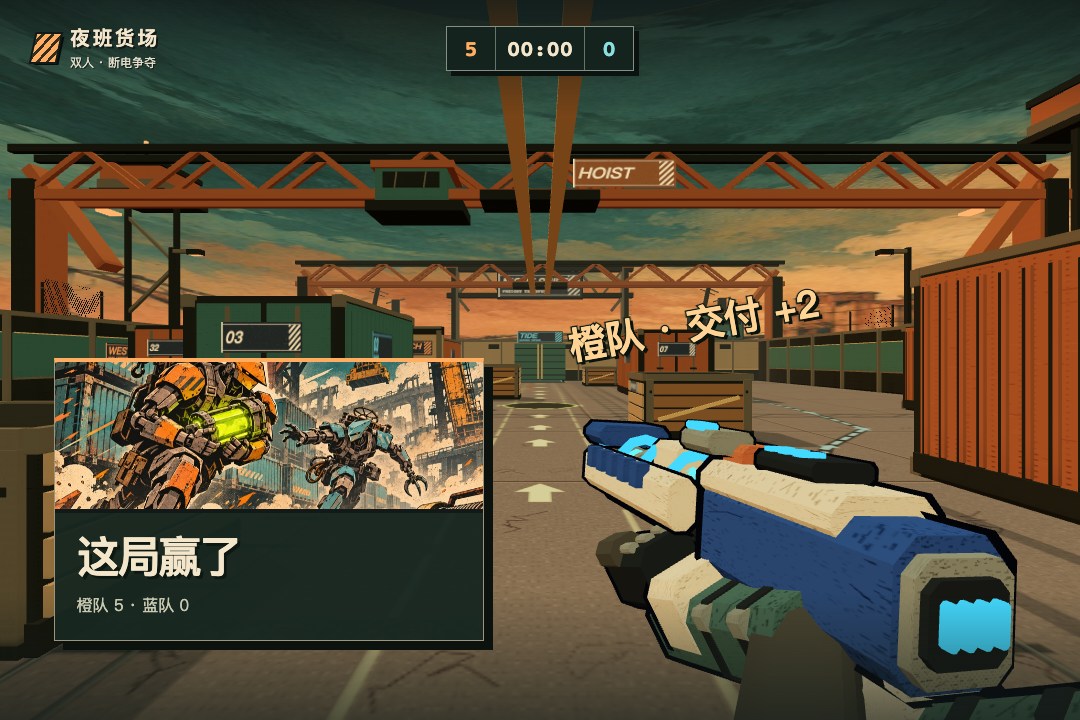 夜班货场
双人 · 断电争夺
5 00:00 0
HOIST
03
WES
32
TIDE
07
橙队 · 交付 +2
这局赢了
橙队 5 · 蓝队 0